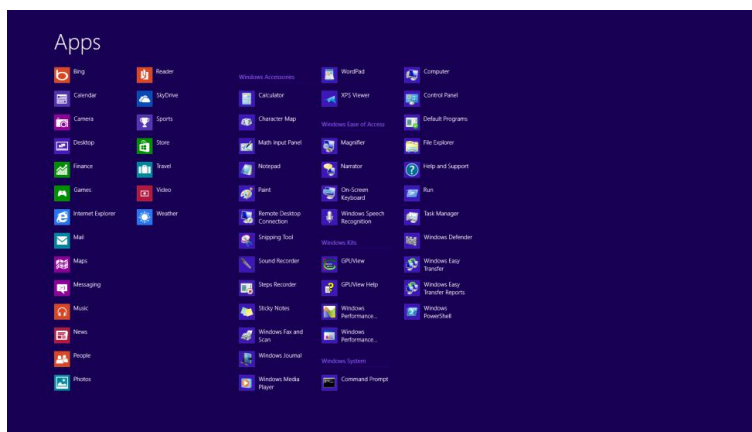 Apps
Bing
Calendar
Camera
Desktop
Finance
Games
Internet Explorer
Mail
Maps
Messaging
Music
News
People
Photos
Reader
SkyDrive
Sports
Store
Travel
Video
Weather
Windows Accessories
Calculator
Character Map
Math Input Panel
Notepad
Paint
Remote Desktop
Connection
Snipping Tool
Sound Recorder
Steps Recorder
Sticky Notes
Windows Fax and
Scan
Windows Journal
Windows Media
Player
WordPad
XPS Viewer
Windows Ease of Access
Magnifier
Narrator
On-Screen
Keyboard
Windows Speech
Recognition
Windows Kits
GPUView
GPUView Help
Windows
Performance...
Windows
Performance...
Windows System
Command Prompt
Computer
Control Panel
Default Programs
File Explorer
Help and Support
Run
Task Manager
Windows Defender
Windows Easy
Transfer
Windows Easy
Transfer Reports
Windows
PowerShell